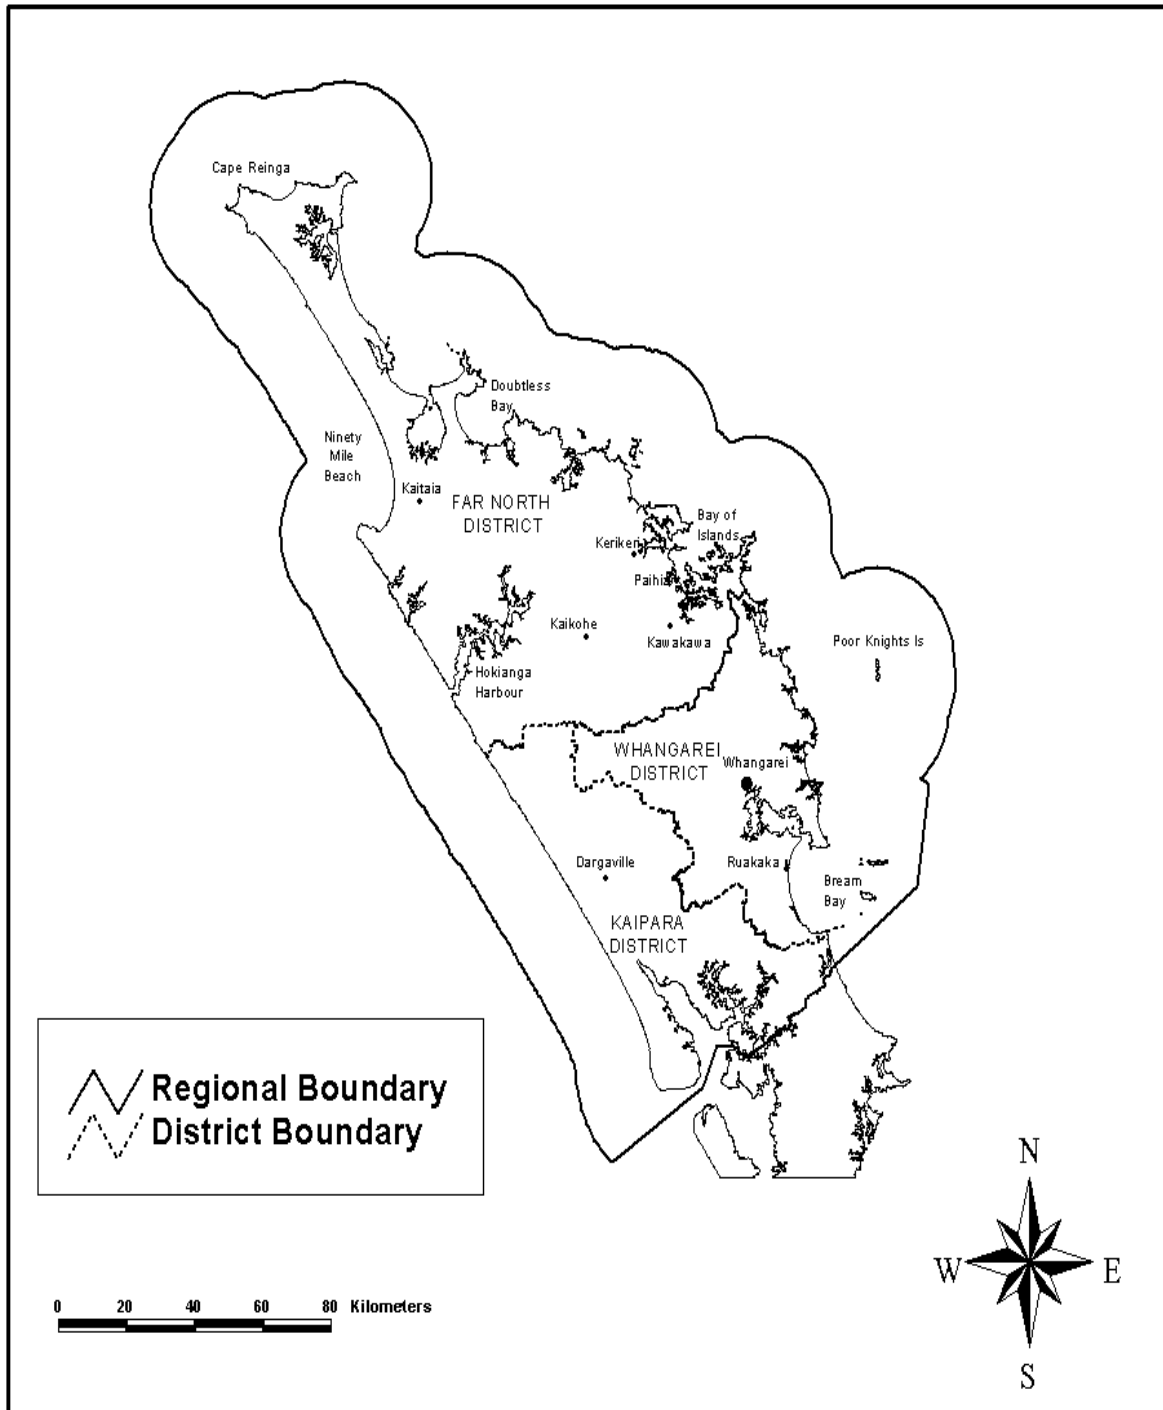 Cape Reinga
Doubtless
Bay
Ninety
Mile
Beach
Kaitaia
FAR NORTH
DISTRICT
Bay of
Islands
Kerikeri
Paihia
Kaikohe
Kawakawa
Poor Knights Is
Hokianga
Harbour
WHANGAREI
DISTRICT
Whangarei
Dargaville
Ruakaka
Bream
Bay
KAIPARA
DISTRICT
Regional Boundary
District Boundary
N
W
E
S
0 20 40 60 80 Kilometers